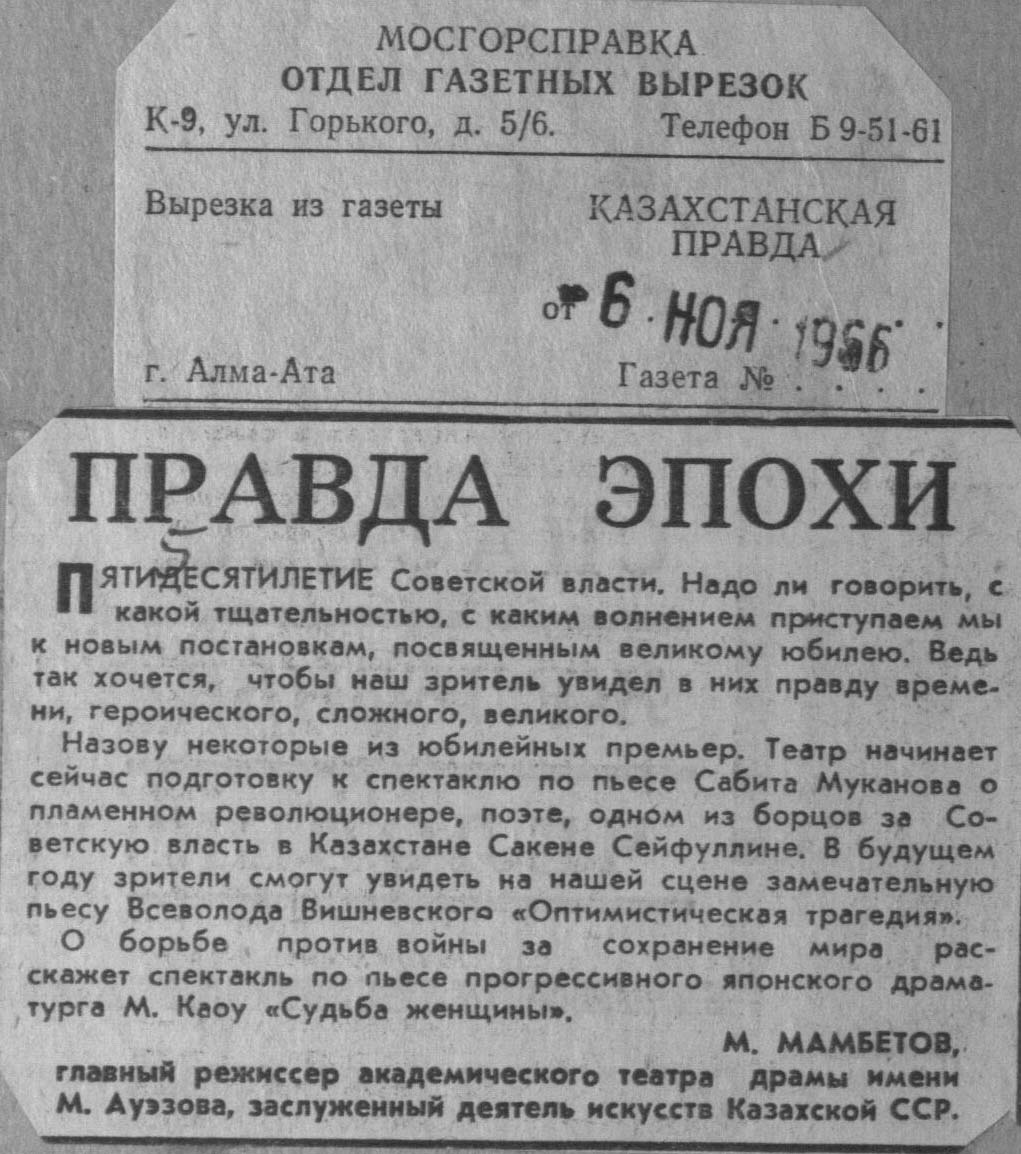 МОСГОРСПРАВКА
ОТДЕЛ ГАЗЕТНЫХ ВЫРЕЗОК
К-9, ул. Горького, д. 5/6. Телефон Б 9-51-61
Вырезка из газеты КАЗАХСТАНСКАЯ
ПРАВДА
от 6 . НОЯ . 1966
г. Алма-Ата Газета № . . . .
ПРАВДА ЭПОХИ
ПЯТИДЕСЯТИЛЕТИЕ Советской власти. Надо ли говорить, с
какой тщательностью, с каким волнением приступаем мы
к новым постановкам, посвященным великому юбилею. Ведь
так хочется, чтобы наш зритель увидел в них правду време-
ни, героического, сложного, великого.
Назову некоторые из юбилейных премьер. Театр начинает
сейчас подготовку к спектаклю по пьесе Сабита Муканова о
пламенном революционере, поэте, одном из борцов за Со-
ветскую власть в Казахстане Сакене Сейфуллине. В будущем
году зрители смогут увидеть на нашей сцене замечательную
пьесу Всеволода Вишневского «Оптимистическая трагедия».
О борьбе против войны за сохранение мира рас-
скажет спектакль по пьесе прогрессивного японского драма-
турга М. Каоу «Судьба женщины».
М. МАМБЕТОВ,
главный режиссер академического театра драмы имени
М. Ауэзова, заслуженный деятель искусств Казахской ССР.